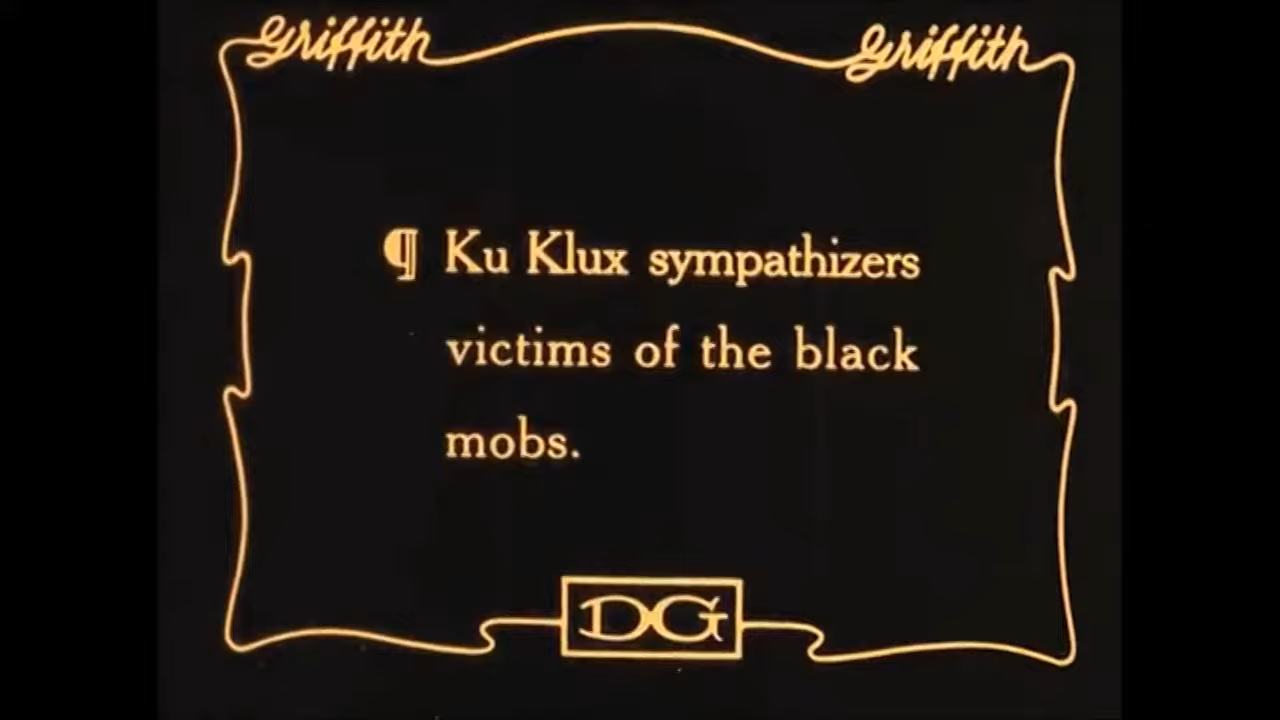 Griffith Griffith
¶ Ku Klux sympathizers
victims of the black
mobs.
DG